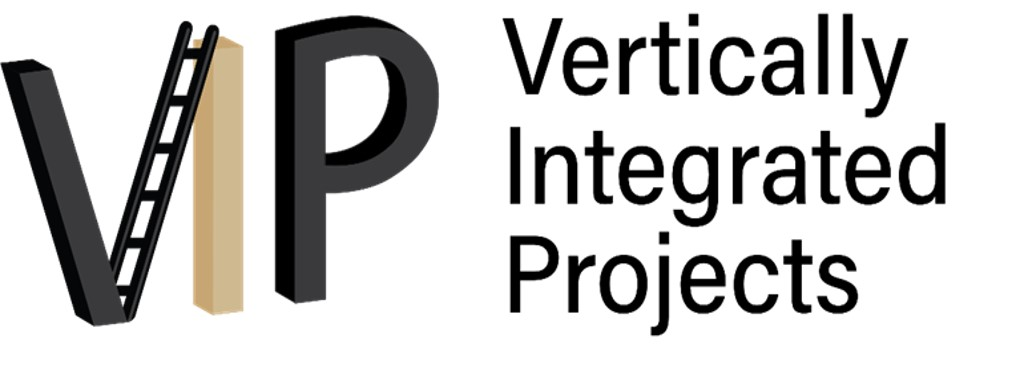 VIP
Vertically
Integrated
Projects